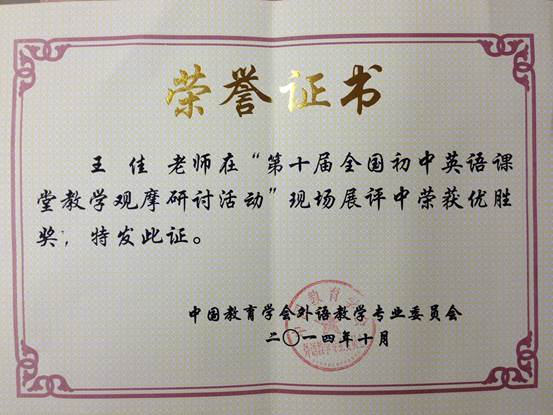 荣誉证书
王 佳 老师在“第十届全国初中英语课
堂教学观摩研讨活动”现场展评中荣获优胜
奖，特发此证。
中国教育学会外语教学专业委员会
二〇一四年十月